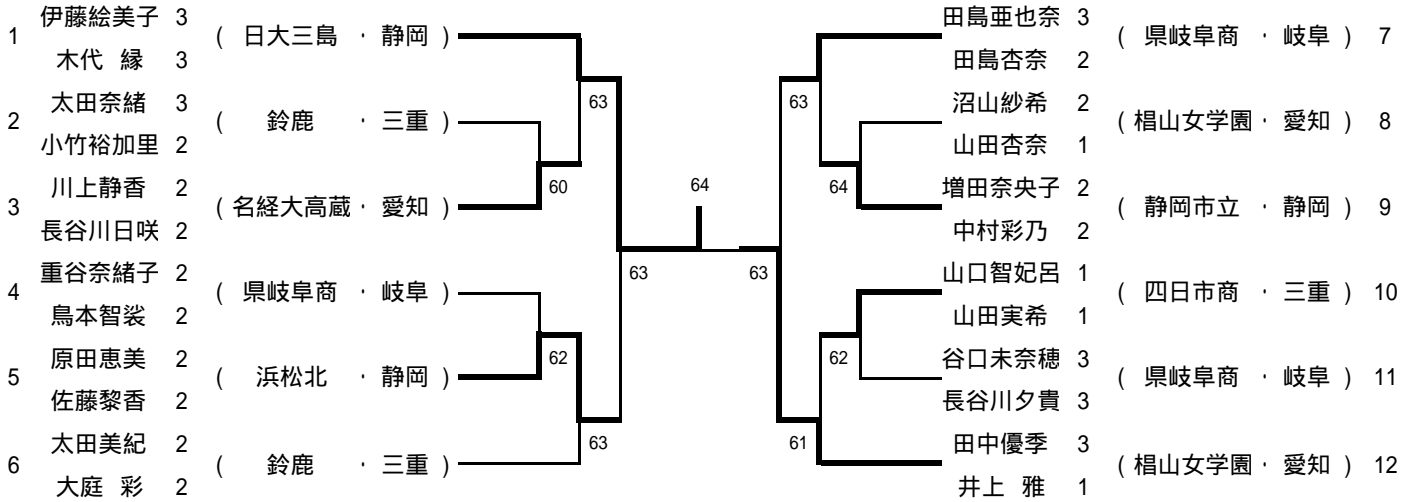 1 伊藤絵美子 3 ( 日大三島 ・ 静岡 )
木代 縁 3
2 太田奈緒 3 ( 鈴鹿 ・ 三重 )
小竹裕加里 2
3 川上静香 2 ( 名経大高蔵 ・ 愛知 )
長谷川日咲 2
4 重谷奈緒子 2 ( 県岐阜商 ・ 岐阜 )
鳥本智裳 2
5 原田恵美 2 ( 浜松北 ・ 静岡 )
佐藤黎香 2
6 太田美紀 2 ( 鈴鹿 ・ 三重 )
大庭 彩 2
63
60
62
63
63
64
63
63
64
62
61
田島亜也奈 3 ( 県岐阜商 ・ 岐阜 ) 7
田島杏奈 2
沼山紗希 2 ( 椙山女学園 ・ 愛知 ) 8
山田杏奈 1
増田奈央子 2 ( 静岡市立 ・ 静岡 ) 9
中村彩乃 2
山口智妃呂 1 ( 四日市商 ・ 三重 ) 10
山田実希 1
谷口未奈穂 3 ( 県岐阜商 ・ 岐阜 ) 11
長谷川夕貴 3
田中優季 3 ( 椙山女学園 ・ 愛知 ) 12
井上 雅 1